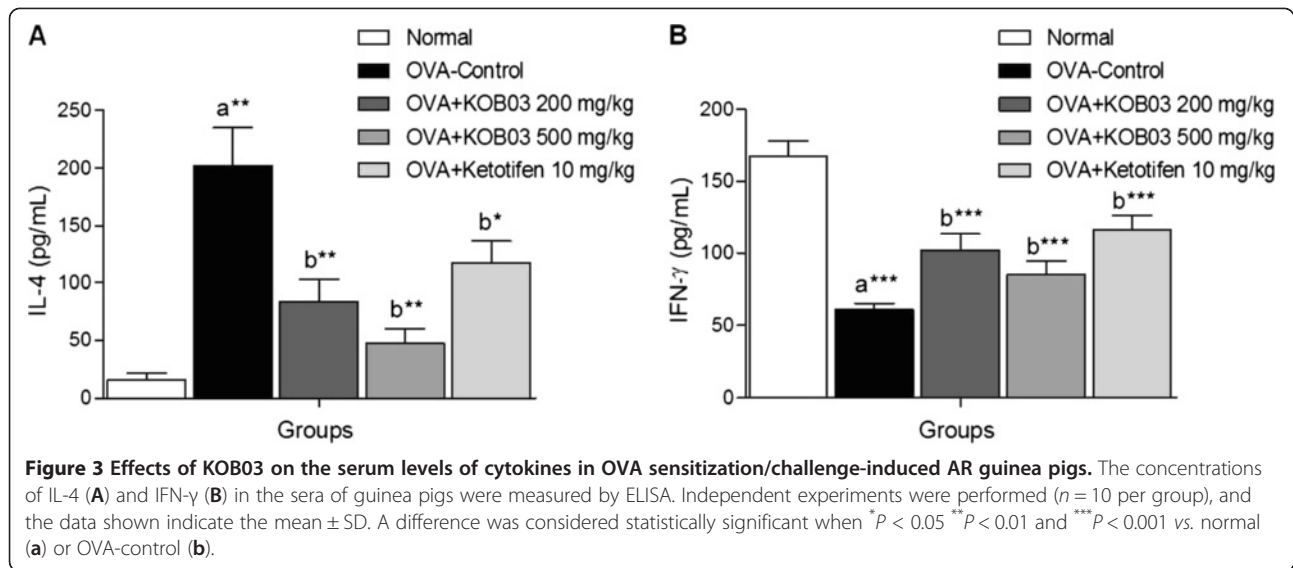 A
Normal
OVA-Control
OVA+KOB03 200 mg/kg
OVA+KOB03 500 mg/kg
OVA+Ketotifen 10 mg/kg
250
200
150
100
50
0
IL-4 (pg/mL)
a**
b**
b**
b*
Groups
B
Normal
OVA-Control
OVA+KOB03 200 mg/kg
OVA+KOB03 500 mg/kg
OVA+Ketotifen 10 mg/kg
200
150
100
50
0
IFN-γ (pg/mL)
a***
b***
b***
b***
Groups
Figure 3 Effects of KOB03 on the serum levels of cytokines in OVA sensitization/challenge-induced AR guinea pigs. The concentrations
of IL-4 (A) and IFN-γ (B) in the sera of guinea pigs were measured by ELISA. Independent experiments were performed (n = 10 per group), and
the data shown indicate the mean ± SD. A difference was considered statistically significant when *P < 0.05 **P < 0.01 and ***P < 0.001 vs. normal
(a) or OVA-control (b).